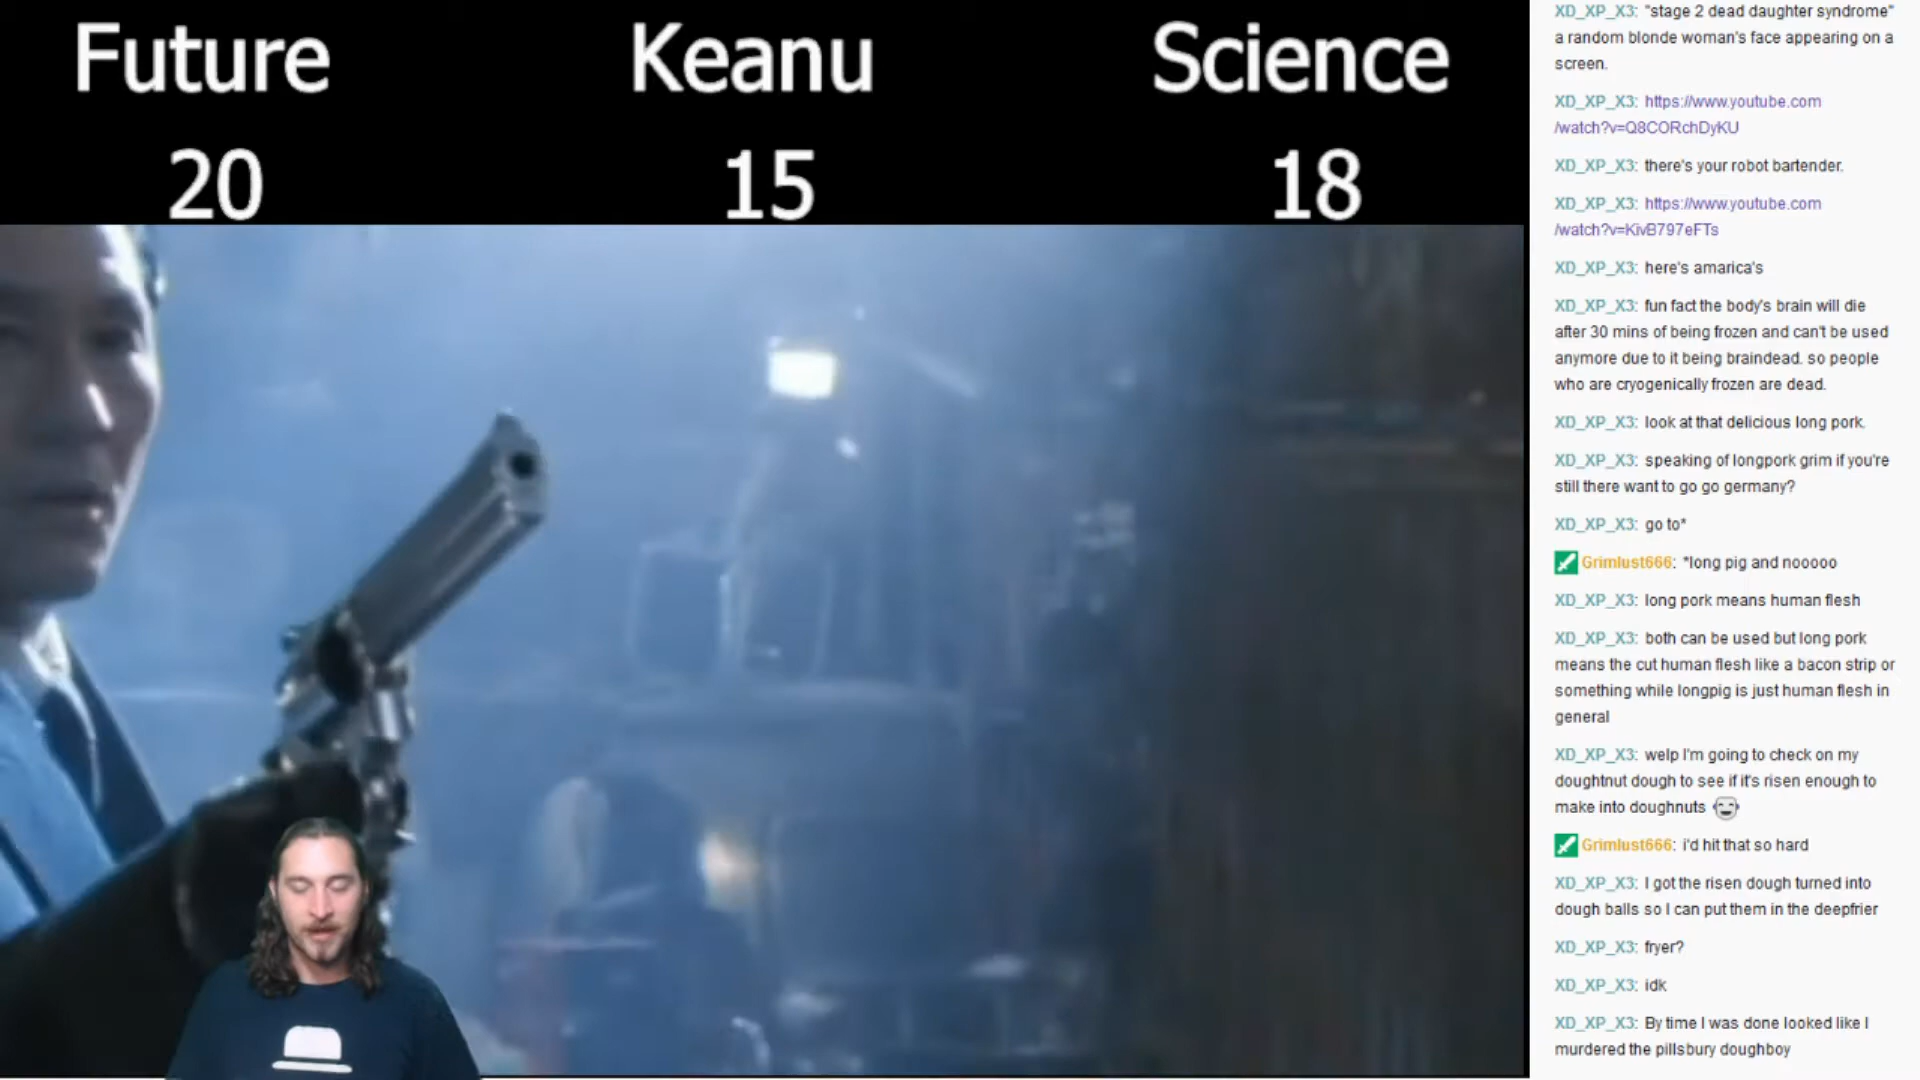 Future Keanu Science
20 15 18
XD_XP_X3: "stage 2 dead daughter syndrome"
a random blonde woman's face appearing on a
screen.
XD_XP_X3: https://www.youtube.com
/watch?v=Q8CORchDyKU
XD_XP_X3: there's your robot bartender.
XD_XP_X3: https://www.youtube.com
/watch?v=KivB797eFTs
XD_XP_X3: here's amarica's
XD_XP_X3: fun fact the body's brain will die
after 30 mins of being frozen and can't be used
anymore due to it being braindead. so people
who are cryogenically frozen are dead.
XD_XP_X3: look at that delicious long pork.
XD_XP_X3: speaking of longpork grim if you're
still there want to go go germany?
XD_XP_X3: go to*
Grimlust666: *long pig and nooooo
XD_XP_X3: long pork means human flesh
XD_XP_X3: both can be used but long pork
means the cut human flesh like a bacon strip or
something while longpig is just human flesh in
general
XD_XP_X3: welp I'm going to check on my
doughtnut dough to see if it's risen enough to
make into doughnuts
Grimlust666: i'd hit that so hard
XD_XP_X3: I got the risen dough turned into
dough balls so I can put them in the deepfrier
XD_XP_X3: fryer?
XD_XP_X3: idk
XD_XP_X3: By time I was done looked like I
murdered the pillsbury doughboy